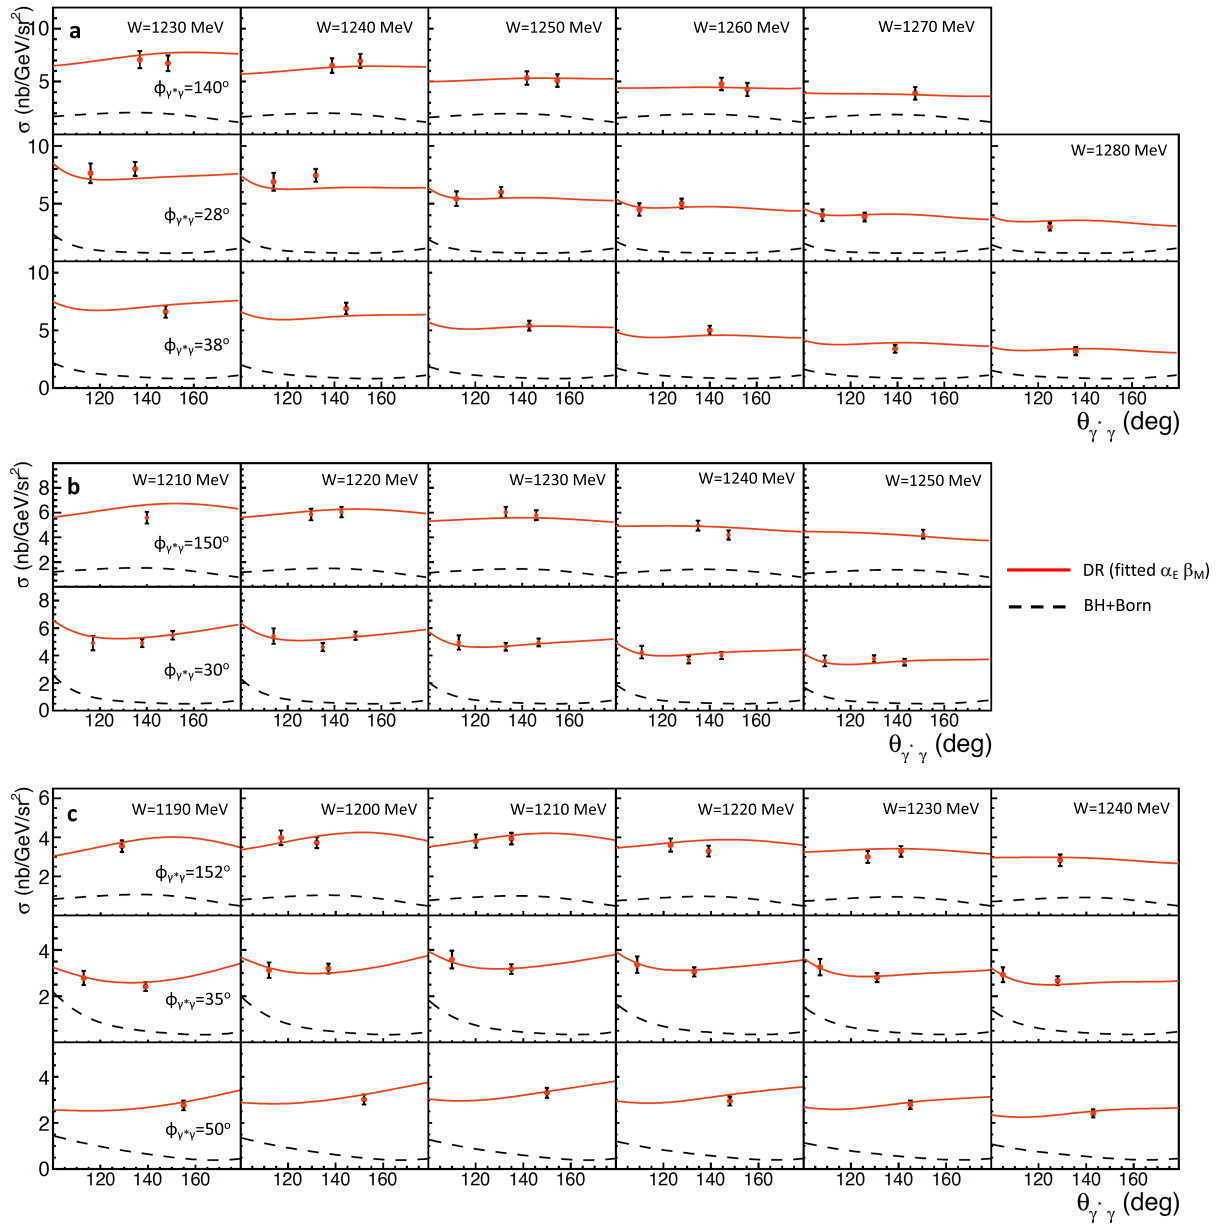 a
W=1230 MeV
W=1240 MeV
W=1250 MeV
W=1260 MeV
W=1270 MeV
σ (nb/GeV/sr²)
10
5
ϕγ*γ=140°
W=1280 MeV
10
5
ϕγ*γ=28°
10
5
0
ϕγ*γ=38°
120 140 160 120 140 160 120 140 160 120 140 160 120 140 160 120 140 160
θγ*γ (deg)
b
W=1210 MeV
W=1220 MeV
W=1230 MeV
W=1240 MeV
W=1250 MeV
σ (nb/GeV/sr²)
8
6
4
2
ϕγ*γ=150°
DR (fitted αE βM)
BH+Born
8
6
4
2
0
ϕγ*γ=30°
120 140 160 120 140 160 120 140 160 120 140 160 120 140 160
θγ*γ (deg)
c
W=1190 MeV
W=1200 MeV
W=1210 MeV
W=1220 MeV
W=1230 MeV
W=1240 MeV
σ (nb/GeV/sr²)
6
4
2
ϕγ*γ=152°
4
2
ϕγ*γ=35°
4
2
0
ϕγ*γ=50°
120 140 160 120 140 160 120 140 160 120 140 160 120 140 160 120 140 160
θγ*γ (deg)